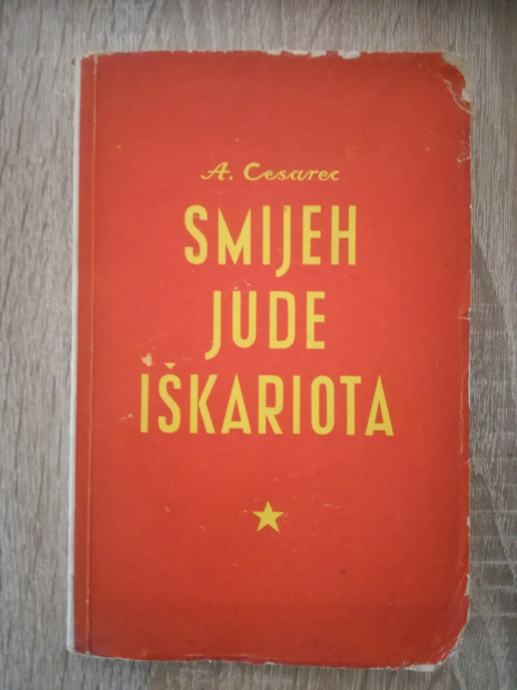 A. Cesarec
SMIJEH
JUDE
IŠKARIOTA